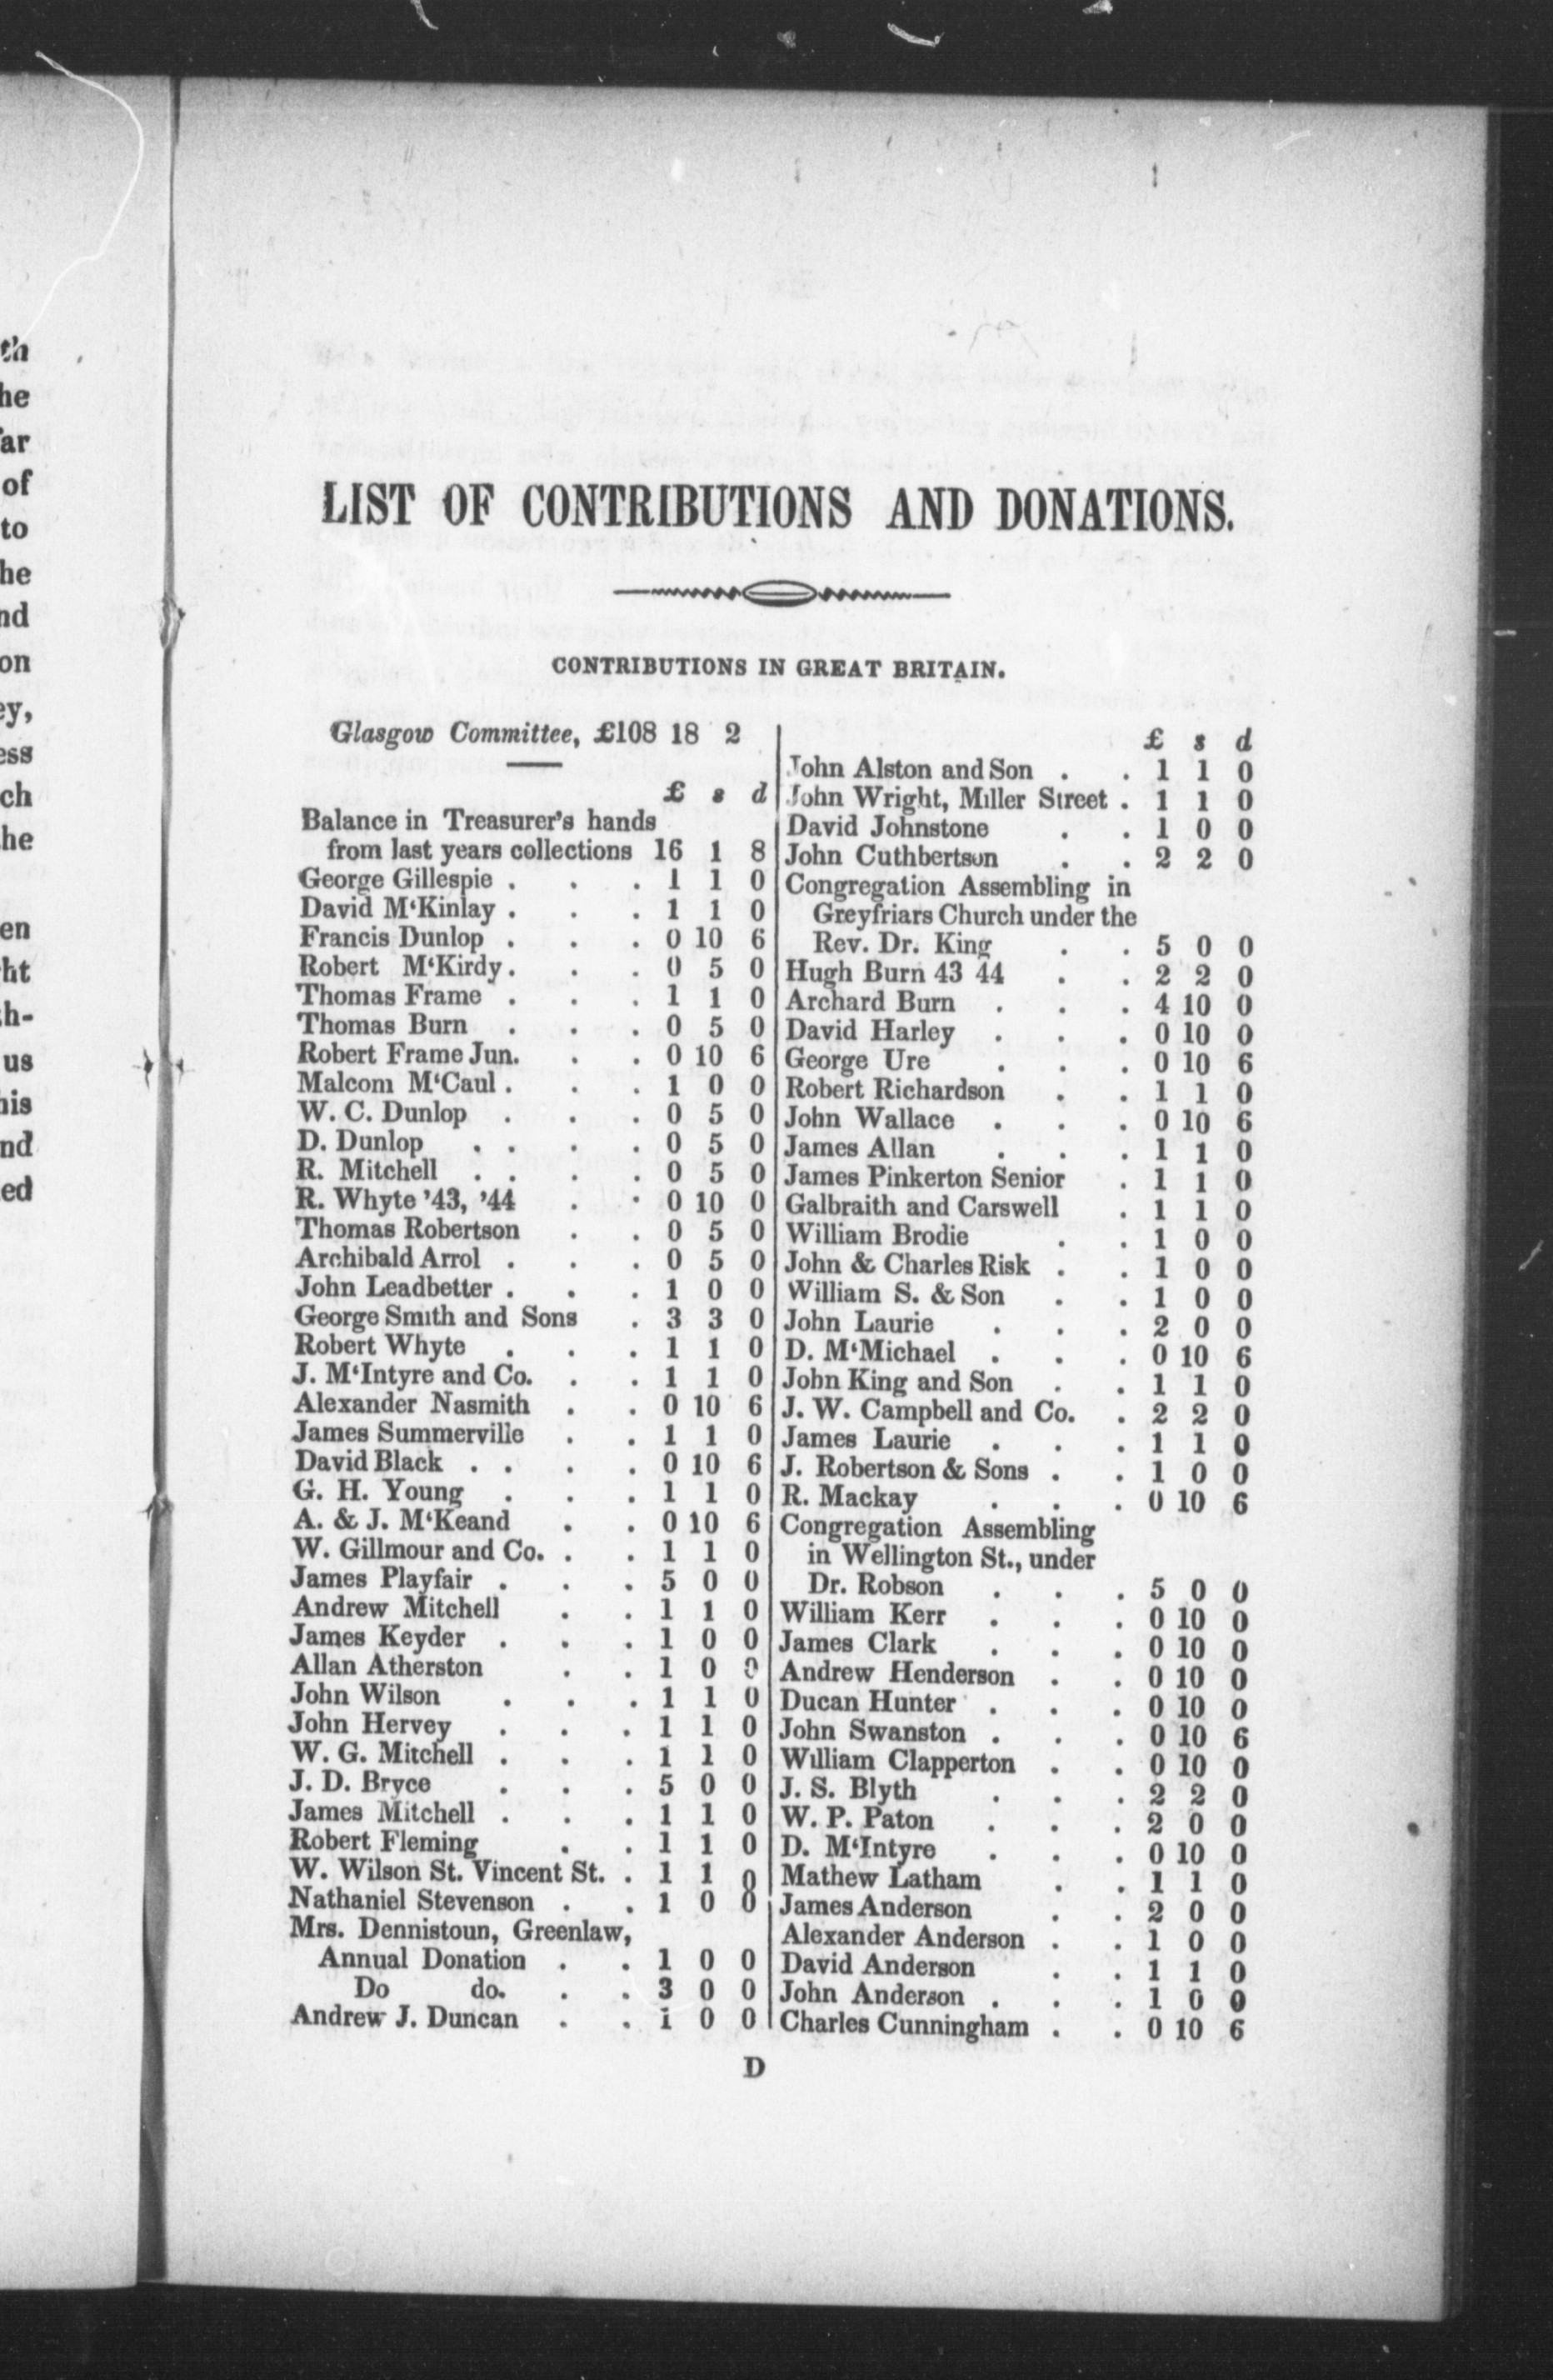 th
he
far
of
to
he
nd
on
ey,
ess
ch
the
en
ht
th-
us
his
nd
ed
LIST OF CONTRIBUTIONS AND DONATIONS.
CONTRIBUTIONS IN GREAT BRITAIN.
Glasgow Committee, £108 18 2
£ s d
Balance in Treasurer's hands
from last years collections 16 1 8
George Gillespie . . . 1 1 0
David M‘Kinlay . . . 1 1 0
Francis Dunlop . . . 0 10 6
Robert M‘Kirdy . . . 0 5 0
Thomas Frame . . . 1 1 0
Thomas Burn . . . 0 5 0
Robert Frame Jun. . . 0 10 6
Malcom M‘Caul . . . 1 0 0
W. C. Dunlop . . . 0 5 0
D. Dunlop . . . . 0 5 0
R. Mitchell . . . . 0 5 0
R. Whyte ’43, ’44 . . 0 10 0
Thomas Robertson . . 0 5 0
Archibald Arrol . . . 0 5 0
John Leadbetter . . . 1 0 0
George Smith and Sons . 3 3 0
Robert Whyte . . . 1 1 0
J. M‘Intyre and Co. . . 1 1 0
Alexander Nasmith . . 0 10 6
James Summerville . . 1 1 0
David Black . . . . 0 10 6
G. H. Young . . . 1 1 0
A. & J. M‘Keand . . 0 10 6
W. Gillmour and Co. . . 1 1 0
James Playfair . . . 5 0 0
Andrew Mitchell . . 1 1 0
James Keyder . . . 1 0 0
Allan Atherston . . 1 0 0
John Wilson . . . 1 1 0
John Hervey . . . 1 1 0
W. G. Mitchell . . . 1 1 0
J. D. Bryce . . . 5 0 0
James Mitchell . . . 1 1 0
Robert Fleming . . 1 1 0
W. Wilson St. Vincent St. . 1 1 0
Nathaniel Stevenson . . 1 0 0
Mrs. Dennistoun, Greenlaw,
Annual Donation . . 1 0 0
Do do. . . 3 0 0
Andrew J. Duncan . . 1 0 0
£ s d
John Alston and Son . . 1 1 0
John Wright, Miller Street . 1 1 0
David Johnstone . . 1 0 0
John Cuthbertson . . 2 2 0
Congregation Assembling in
Greyfriars Church under the
Rev. Dr. King . . 5 0 0
Hugh Burn 43 44 . . 2 2 0
Archard Burn . . . 4 10 0
David Harley . . . 0 10 0
George Ure . . . 0 10 6
Robert Richardson . . 1 1 0
John Wallace . . . 0 10 6
James Allan . . . 1 1 0
James Pinkerton Senior . 1 1 0
Galbraith and Carswell . 1 1 0
William Brodie . . 1 0 0
John & Charles Risk . . 1 0 0
William S. & Son . . 1 0 0
John Laurie . . . 2 0 0
D. M‘Michael . . . 0 10 6
John King and Son . . 1 1 0
J. W. Campbell and Co. . 2 2 0
James Laurie . . . 1 1 0
J. Robertson & Sons . . 1 0 0
R. Mackay . . . 0 10 6
Congregation Assembling
in Wellington St., under
Dr. Robson . . . 5 0 0
William Kerr . . . 0 10 0
James Clark . . . 0 10 0
Andrew Henderson . . 0 10 0
Ducan Hunter . . . 0 10 0
John Swanston . . . 0 10 6
William Clapperton . . 0 10 0
J. S. Blyth . . . 2 2 0
W. P. Paton . . . 2 0 0
D. M‘Intyre . . . 0 10 0
Mathew Latham . . 1 1 0
James Anderson . . 2 0 0
Alexander Anderson . . 1 0 0
David Anderson . . 1 1 0
John Anderson . . . 1 0 0
Charles Cunningham . . 0 10 6
D